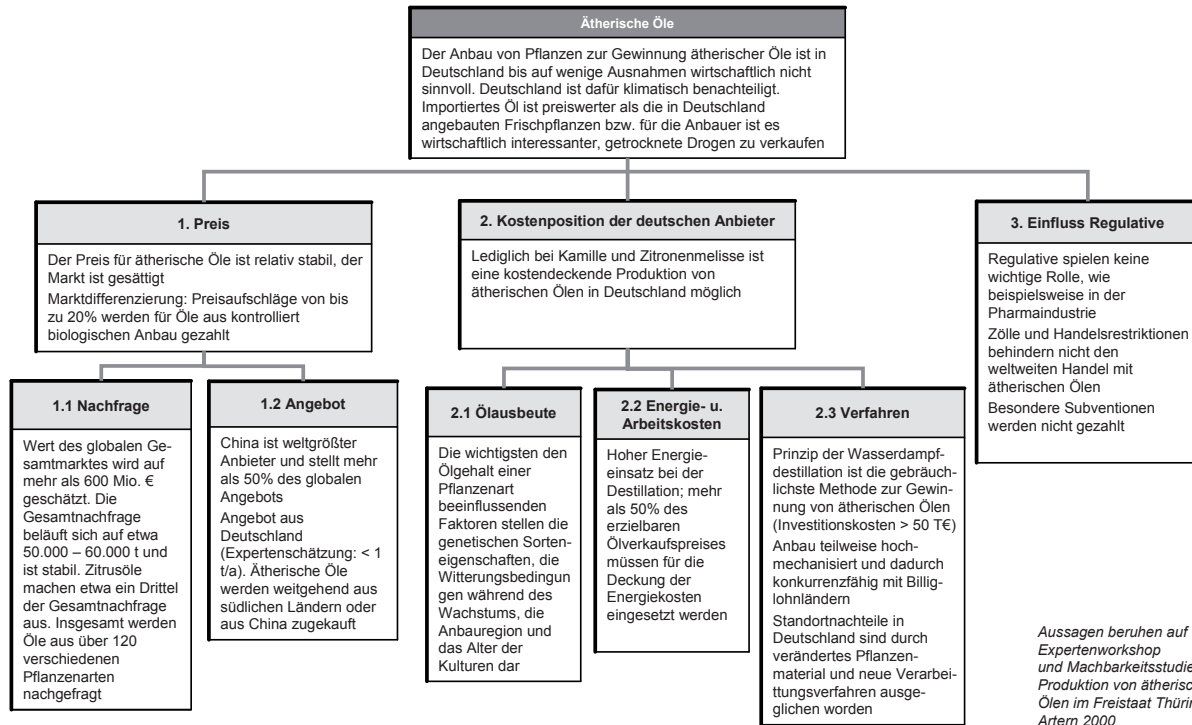 Ätherische Öle
Der Anbau von Pflanzen zur Gewinnung ätherischer Öle ist in
Deutschland bis auf wenige Ausnahmen wirtschaftlich nicht
sinnvoll. Deutschland ist dafür klimatisch benachteiligt.
Importiertes Öl ist preiswerter als die in Deutschland
angebauten Frischpflanzen bzw. für die Anbauer ist es
wirtschaftlich interessanter, getrocknete Drogen zu verkaufen
1. Preis
Der Preis für ätherische Öle ist relativ stabil, der
Markt ist gesättigt
Marktdifferenzierung: Preisaufschläge von bis
zu 20% werden für Öle aus kontrolliert
biologischen Anbau gezahlt
2. Kostenposition der deutschen Anbieter
Lediglich bei Kamille und Zitronenmelisse ist
eine kostendeckende Produktion von
ätherischen Ölen in Deutschland möglich
3. Einfluss Regulative
Regulative spielen keine
wichtige Rolle, wie
beispielsweise in der
Pharmaindustrie
Zölle und Handelsrestriktionen
behindern nicht den
weltweiten Handel mit
ätherischen Ölen
Besondere Subventionen
werden nicht gezahlt
1.1 Nachfrage
Wert des globalen Ge-
samtmarktes wird auf
mehr als 600 Mio. €
geschätzt. Die
Gesamtnachfrage
beläuft sich auf etwa
50.000 – 60.000 t und
ist stabil. Zitrusöle
machen etwa ein Drittel
der Gesamtnachfrage
aus. Insgesamt werden
Öle aus über 120
verschiedenen
Pflanzenarten
nachgefragt
1.2 Angebot
China ist weltgrößter
Anbieter und stellt mehr
als 50% des globalen
Angebots
Angebot aus
Deutschland
(Expertenschätzung: < 1
t/a). Ätherische Öle
werden weitgehend aus
südlichen Ländern oder
aus China zugekauft
2.1 Ölausbeute
Die wichtigsten den
Ölgehalt einer
Pflanzenart
beeinflussenden
Faktoren stellen die
genetischen Sorten-
eigenschaften, die
Witterungsbedingun
gen während des
Wachstums, die
Anbauregion und
das Alter der
Kulturen dar
2.2 Energie- u.
Arbeitskosten
Hoher Energie-
einsatz bei der
Destillation; mehr
als 50% des
erzielbaren
Ölverkaufspreises
müssen für die
Deckung der
Energiekosten
eingesetzt werden
2.3 Verfahren
Prinzip der Wasserdampf-
destillation ist die gebräuch-
lichste Methode zur Gewin-
nung von ätherischen Ölen
(Investitionskosten > 50 T€)
Anbau teilweise hoch-
mechanisiert und dadurch
konkurrenzfähig mit Billig-
lohnländern
Standortnachteile in
Deutschland sind durch
verändertes Pflanzen-
material und neue Verarbei-
tungsverfahren ausge-
glichen worden
Aussagen beruhen auf
Expertenworkshop
und Machbarkeitsstudie
Produktion von
Ölen im Freistaat
Artern 2000